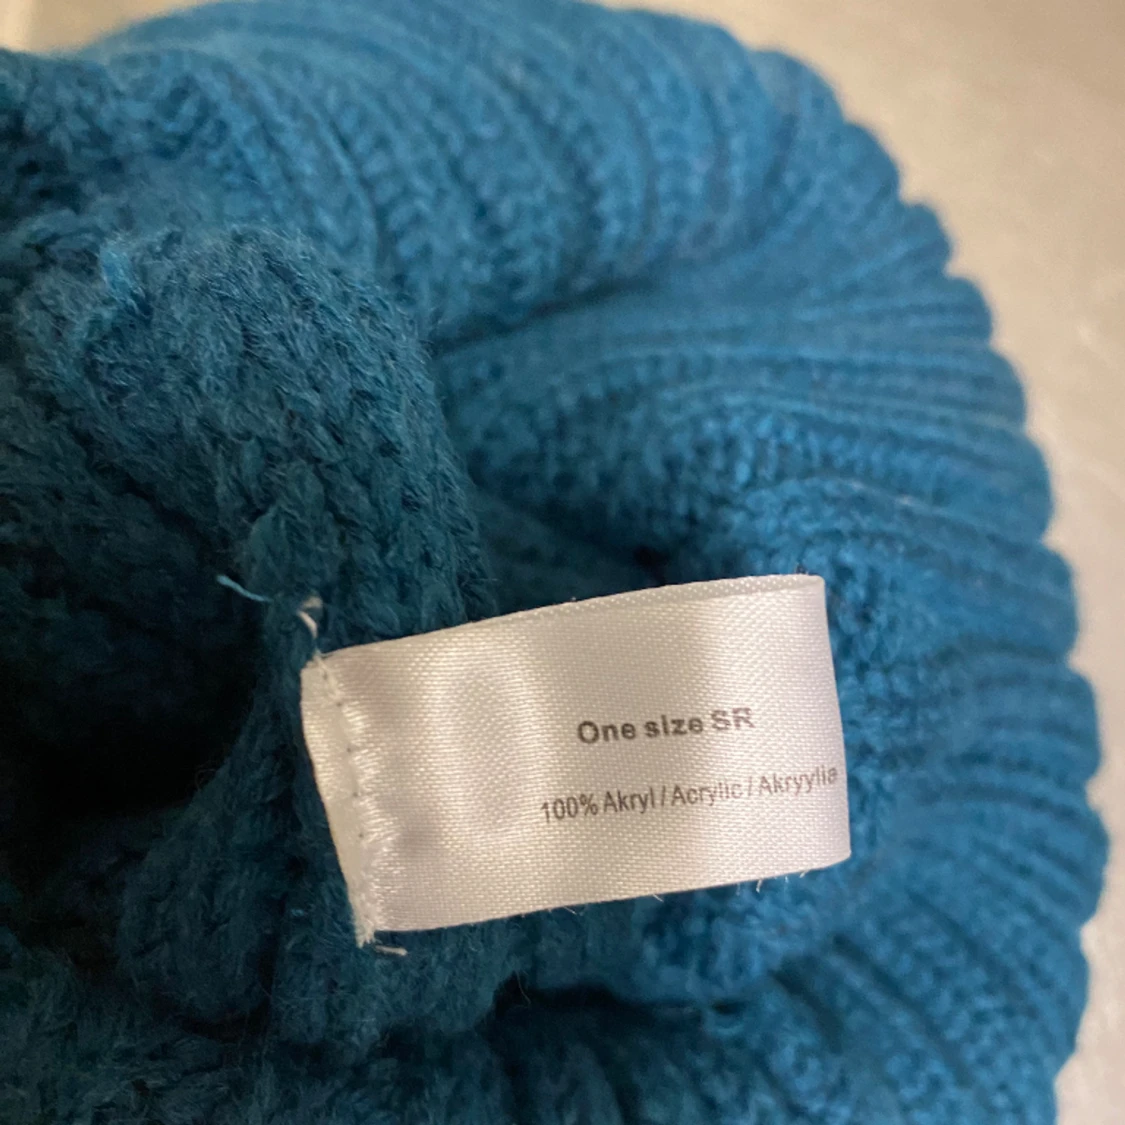 One size SR
100% Akryl / Acrylic / Akryylia